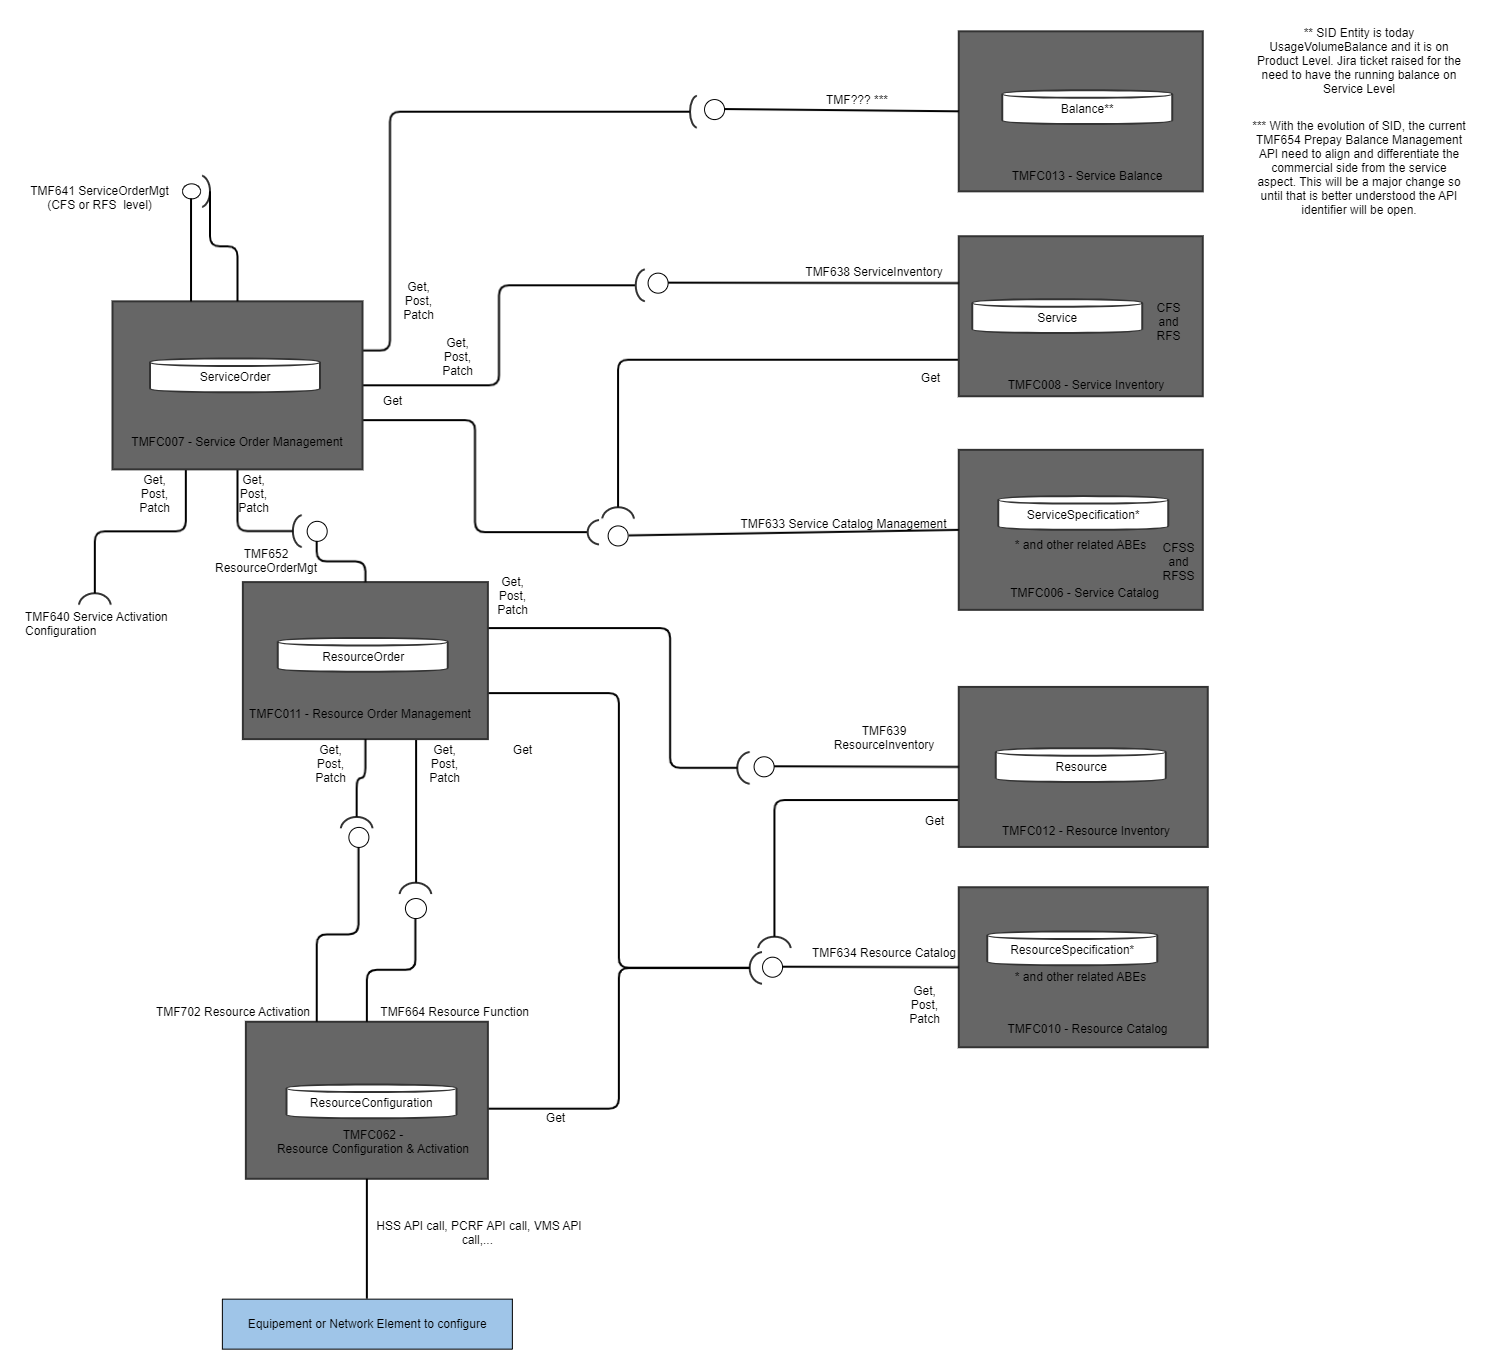 ** SID Entity is today
UsageVolumeBalance and it is on
Product Level. Jira ticket raised for the
need to have the running balance on
Service Level
TMF??? ***
Balance**
TMFC013 - Service Balance
*** With the evolution of SID, the current
TMF654 Prepay Balance Management
API need to align and differentiate the
commercial side from the service
aspect. This will be a major change so
until that is better understood the API
identifier will be open.
TMF641 ServiceOrderMgt
(CFS or RFS level)
Get,
Post,
Patch
TMF638 ServiceInventory
Service
CFS
and
RFS
TMFC008 - Service Inventory
Get,
Post,
Patch
Get
ServiceOrder
TMFC007 - Service Order Management
Get
Get,
Post,
Patch
Get,
Post,
Patch
TMF633 Service Catalog Management
ServiceSpecification*
* and other related ABEs
CFSS
and
RFSS
TMFC006 - Service Catalog
TMF652
ResourceOrderMgt
TMF640 Service Activation
Configuration
Get,
Post,
Patch
ResourceOrder
TMFC011 - Resource Order Management
Get,
Post,
Patch
Get,
Post,
Patch
Get
TMF639
ResourceInventory
Resource
TMFC012 - Resource Inventory
Get
TMF634 Resource Catalog
ResourceSpecification*
* and other related ABEs
TMFC010 - Resource Catalog
Get,
Post,
Patch
TMF702 Resource Activation
TMF664 Resource Function
ResourceConfiguration
TMFC062 -
Resource Configuration & Activation
Get
HSS API call, PCRF API call, VMS API
call,...
Equipement or Network Element to configure